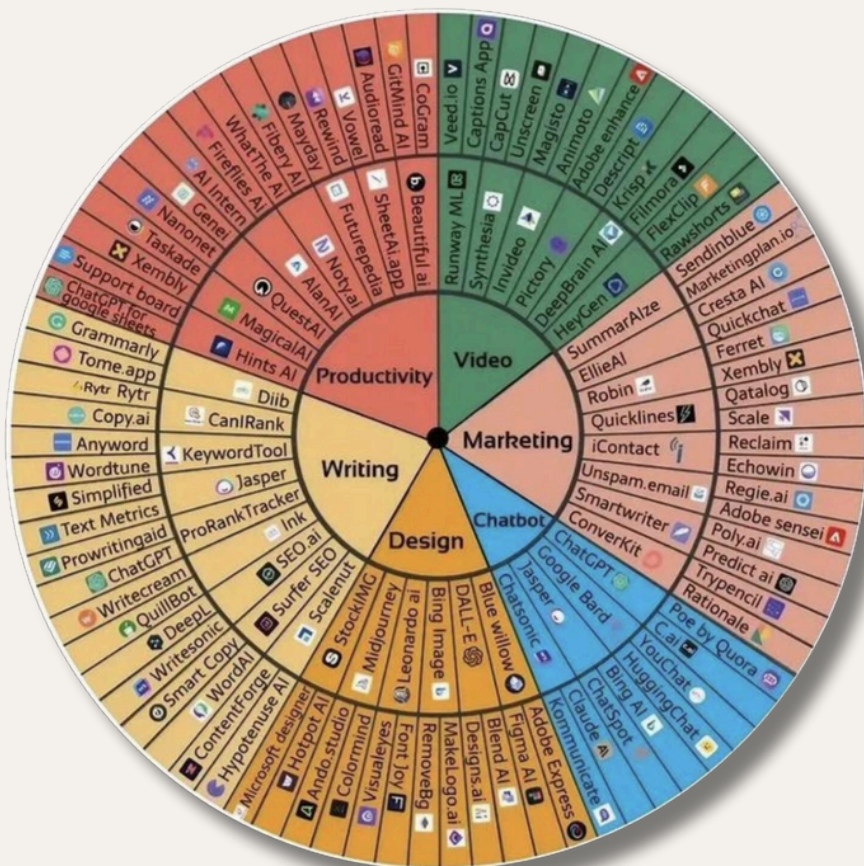 Productivity
Video
Marketing
Chatbot
Design
Writing
Beautiful ai
SheetAi.app
Futurepedia
Noty.ai
AlanAI
QuestAI
MagicalAI
Hints AI
CoGram
GitMind AI
Audioread
Vowel
Rewind
Mayday
Fibery AI
WhatThe AI
Fireflies AI
AI Intern
Genei
Nanonet
Taskade
Xembly
Support board
ChatGPT for
google sheets
Runway ML
Synthesia
Invideo
Pictory
DeepBrain AI
HeyGen
Veed.io
Captions App
CapCut
Unscreen
Magisto
Animoto
Adobe enhance
Descript
Krisp
Filmora
FlexClip
Rawshorts
SummarAIze
EllieAI
Robin
Quicklines
iContact
Unspam.email
Smartwriter
ConverKit
Sendinblue
Marketingplan.io
Cresta AI
Quickchat
Ferret
Xembly
Qatalog
Scale
Reclaim
Echowin
Regie.ai
Adobe sensei
Poly.ai
Predict ai
Trypencil
Rationale
ChatGPT
Google Bard
Jasper
Chatsonic
Poe by Quora
C.ai
YouChat
HuggingChat
Bing AI
ChatSpot
Claude Ai
Kommunicate
Blue willow
DALL-E
Bing Image
Leonardo
Midjourney
StockIMG
Adobe Express
Figma AI
Blend AI
Designs.ai
MakeLogo.ai
RemoveBg
Font Joy
Visualeyes
Colormind
Ando.studio
Hotpot AI
Microsoft designer
Scalenut
Surfer SEO
SEO.ai
Ink
ProRankTracker
Jasper
KeywordTool
CanIRank
Diib
Hypotenuse AI
ContentForge
WordAI
Smart Copy
Writesonic
DeepL
QuillBot
Writecream
ChatGPT
Prowritingaid
Text Metrics
Simplified
Wordtune
Anyword
Copy.ai
Rytr Rytr
Tome.app
Grammarly